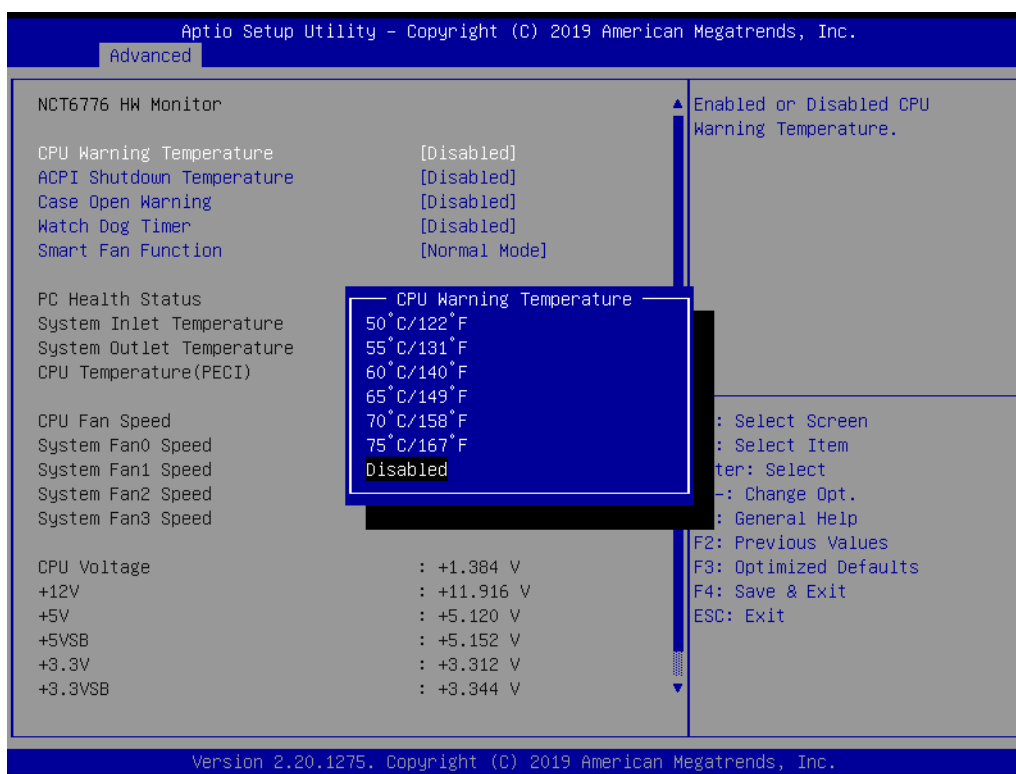 Aptio Setup Utility – Copyright (C) 2019 American Megatrends, Inc.
Advanced
NCT6776 HW Monitor
CPU Warning Temperature [Disabled]
ACPI Shutdown Temperature [Disabled]
Case Open Warning [Disabled]
Watch Dog Timer [Disabled]
Smart Fan Function [Normal Mode]
PC Health Status
System Inlet Temperature
System Outlet Temperature
CPU Temperature(PECI)
CPU Fan Speed
System Fan0 Speed
System Fan1 Speed
System Fan2 Speed
System Fan3 Speed
CPU Voltage : +1.384 V
+12V : +11.916 V
+5V : +5.120 V
+5VSB : +5.152 V
+3.3V : +3.312 V
+3.3VSB : +3.344 V
CPU Warning Temperature
50°C/122°F
55°C/131°F
60°C/140°F
65°C/149°F
70°C/158°F
75°C/167°F
Disabled
Enabled or Disabled CPU
Warning Temperature.
: Select Screen
: Select Item
ter: Select
–: Change Opt.
: General Help
F2: Previous Values
F3: Optimized Defaults
F4: Save & Exit
ESC: Exit
Version 2.20.1275. Copyright (C) 2019 American Megatrends, Inc.